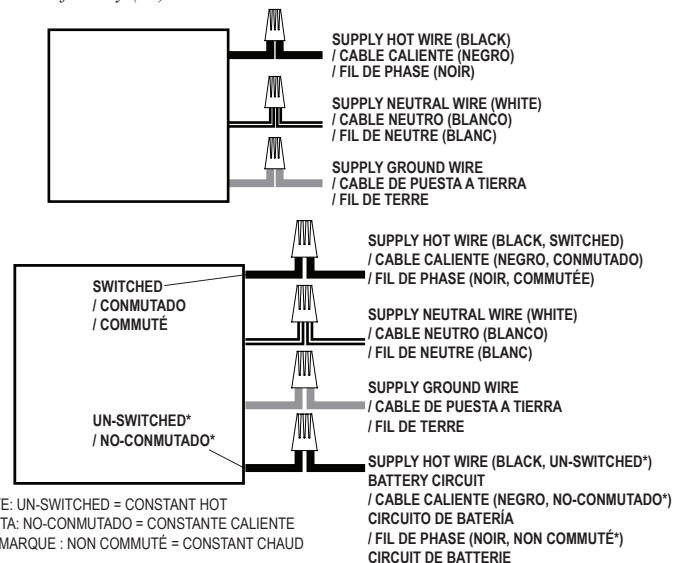 SUPPLY HOT WIRE (BLACK)
/ CABLE CALIENTE (NEGRO)
/ FIL DE PHASE (NOIR)
SUPPLY NEUTRAL WIRE (WHITE)
/ CABLE NEUTRO (BLANCO)
/ FIL DE NEUTRE (BLANC)
SUPPLY GROUND WIRE
/ CABLE DE PUESTA A TIERRA
/ FIL DE TERRE
SWITCHED
/ CONMUTADO
/ COMMUTÉ
SUPPLY HOT WIRE (BLACK, SWITCHED)
/ CABLE CALIENTE (NEGRO, CONMUTADO)
/ FIL DE PHASE (NOIR, COMMUTÉE)
SUPPLY NEUTRAL WIRE (WHITE)
/ CABLE NEUTRO (BLANCO)
/ FIL DE NEUTRE (BLANC)
SUPPLY GROUND WIRE
/ CABLE DE PUESTA A TIERRA
/ FIL DE TERRE
UN-SWITCHED*
/ NO-CONMUTADO*
SUPPLY HOT WIRE (BLACK, UN-SWITCHED*)
BATTERY CIRCUIT
/ CABLE CALIENTE (NEGRO, NO-CONMUTADO*)
CIRCUITO DE BATERÍA
/ FIL DE PHASE (NOIR, NON COMMUTÉ*)
CIRCUIT DE BATTERIE
TE: UN-SWITCHED = CONSTANT HOT
TA: NO-CONMUTADO = CONSTANTE CALIENTE
MARQUE : NON COMMUTÉ = CONSTANT CHAUD